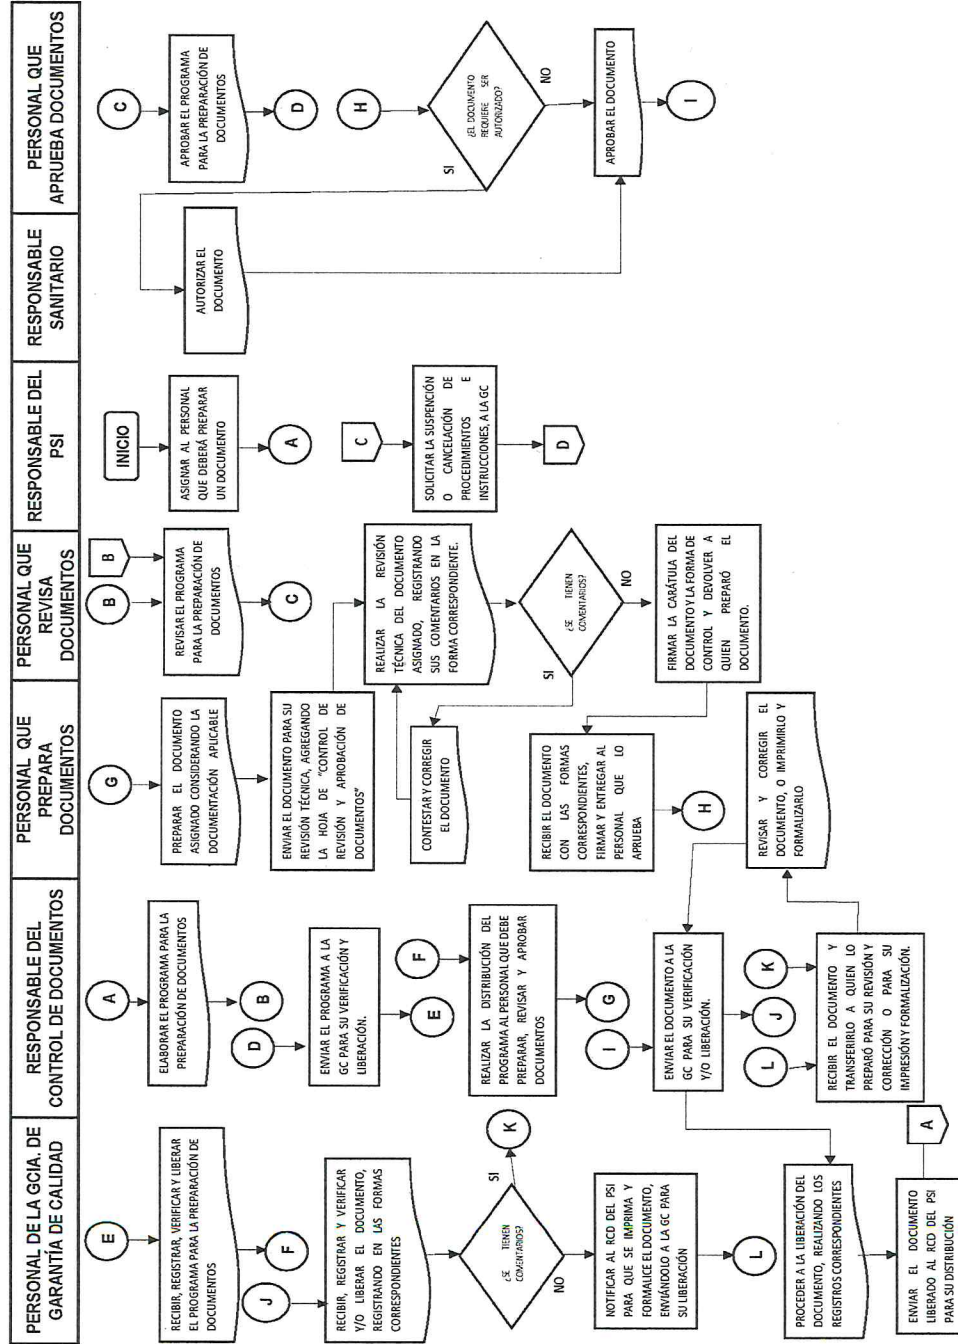 PERSONAL DE LA GCIA. DE
GARANTÍA DE CALIDAD
E
RECIBIR, REGISTRAR, VERIFICAR Y LIBERAR
EL PROGRAMA PARA LA PREPARACIÓN DE
DOCUMENTOS
F
J
RECIBIR, REGISTRAR Y VERIFICAR
Y/O LIBERAR EL DOCUMENTO,
REGISTRANDO EN LAS FORMAS
CORRESPONDIENTES
¿SE TIENEN
COMENTARIOS?
SI
K
NO
NOTIFICAR AL RCD DEL PSI
PARA QUE SE IMPRIMA Y
FORMALICE EL DOCUMENTO,
ENVIÁNDOLO A LA GC PARA
SU LIBERACIÓN
L
PROCEDER A LA LIBERACIÓN DEL
DOCUMENTO, REALIZANDO LOS
REGISTROS CORRESPONDIENTES
ENVIAR EL DOCUMENTO
LIBERADO AL RCD DEL PSI
PARA SU DISTRIBUCIÓN
A
RESPONSABLE DEL
CONTROL DE DOCUMENTOS
A
ELABORAR EL PROGRAMA PARA LA
PREPARACIÓN DE DOCUMENTOS
B
D
ENVIAR EL PROGRAMA A LA
GC PARA SU VERIFICACIÓN Y
LIBERACIÓN.
E
F
REALIZAR LA DISTRIBUCIÓN DEL
PROGRAMA AL PERSONAL QUE DEBE
PREPARAR, REVISAR Y APROBAR
DOCUMENTOS
G
I
ENVIAR EL DOCUMENTO A LA
GC PARA SU VERIFICACIÓN
Y/O LIBERACIÓN.
J
L
K
RECIBIR EL DOCUMENTO Y
TRANSFERIRLO A QUIEN LO
PREPARÓ PARA SU REVISIÓN Y
CORRECCIÓN O PARA SU
IMPRESIÓN Y FORMALIZACIÓN.
PERSONAL QUE
PREPARA
DOCUMENTOS
G
PREPARAR EL DOCUMENTO
ASIGNADO CONSIDERANDO LA
DOCUMENTACIÓN APLICABLE
ENVIAR EL DOCUMENTO PARA SU
REVISIÓN TÉCNICA, AGREGANDO
LA HOJA DE "CONTROL DE
REVISIÓN Y APROBACIÓN DE
DOCUMENTOS"
CONTESTAR Y CORREGIR
EL DOCUMENTO
RECIBIR EL DOCUMENTO
CON LAS FORMAS
CORRESPONDIENTES,
FIRMAR Y ENTREGAR AL
PERSONAL QUE LO
APRUEBA
H
REVISAR Y CORREGIR EL
DOCUMENTO, O IMPRIMIRLO Y
FORMALIZARLO
PERSONAL QUE
REVISA
DOCUMENTOS
B
B
REVISAR EL PROGRAMA
PARA LA PREPARACIÓN DE
DOCUMENTOS
C
REALIZAR LA REVISIÓN
TÉCNICA DEL DOCUMENTO
ASIGNADO, REGISTRANDO
SUS COMENTARIOS EN LA
FORMA CORRESPONDIENTE.
¿SE TIENEN
COMENTARIOS?
SI
NO
FIRMAR LA CARÁTULA DEL
DOCUMENTO Y LA FORMA DE
CONTROL Y DEVOLVER A
QUIEN PREPARÓ EL
DOCUMENTO.
RESPONSABLE DEL
PSI
INICIO
ASIGNAR AL PERSONAL
QUE DEBERÁ PREPARAR
UN DOCUMENTO
A
C
SOLICITAR LA SUSPENCIÓN
O CANCELACIÓN DE
PROCEDIMIENTOS E
INSTRUCCIONES, A LA GC
D
RESPONSABLE
SANITARIO
AUTORIZAR EL
DOCUMENTO
PERSONAL QUE
APRUEBA DOCUMENTOS
C
APROBAR EL PROGRAMA
PARA LA PREPARACIÓN DE
DOCUMENTOS
D
H
¿EL DOCUMENTO
REQUIERE SER
AUTORIZADO?
SI
NO
APROBAR EL DOCUMENTO
I